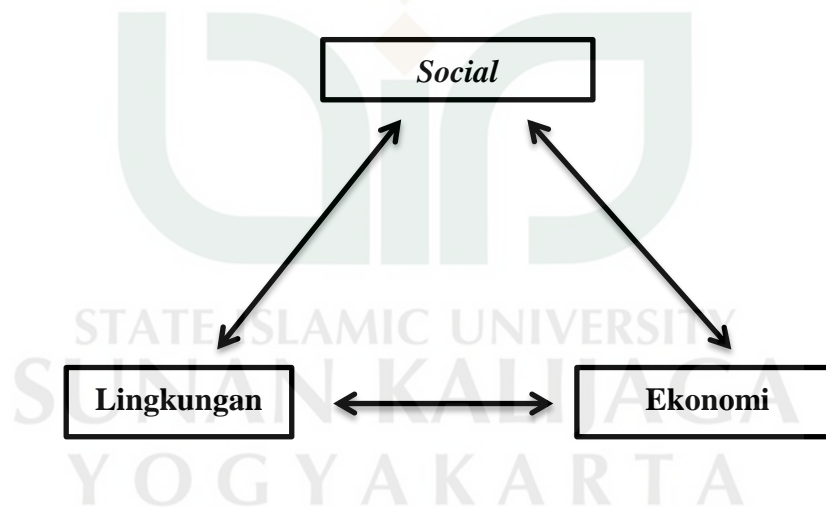 Social
STATE ISLAMIC UNIVERSITY
SUNAN KALIJAGA
Lingkungan
Ekonomi
YOGYAKARTA